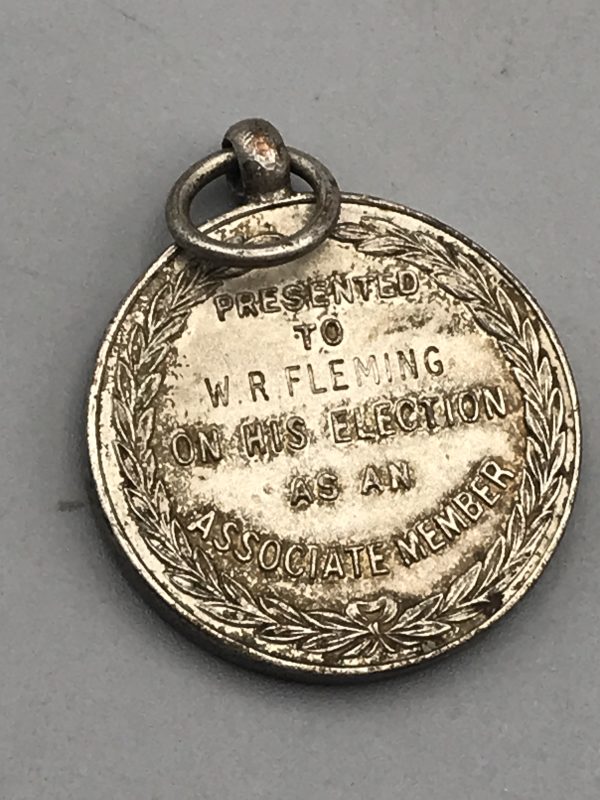 PRESENTED
TO
W.R FLEMING
ON HIS ELECTION
AS AN
ASSOCIATE MEMBER